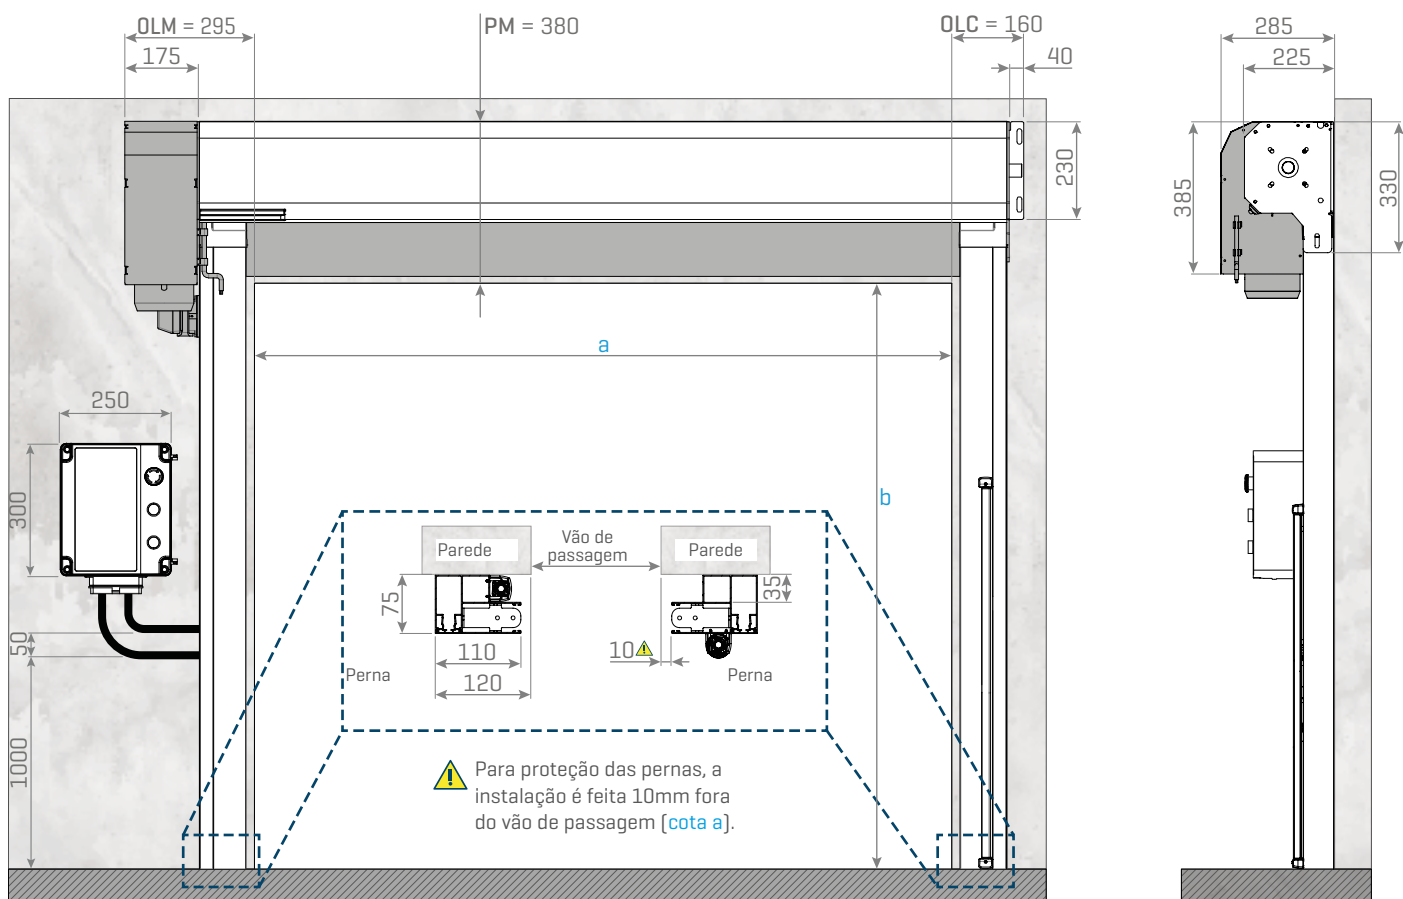 OLM = 295
PM = 380
OLC = 160
285
175
40
225
230
385
330
a
250
300
b
Parede
Vão de
passagem
Parede
75
35
110
10
120
Perna
Perna
50
1000
Para proteção das pernas, a
instalação é feita 10mm fora
do vão de passagem (cota a).